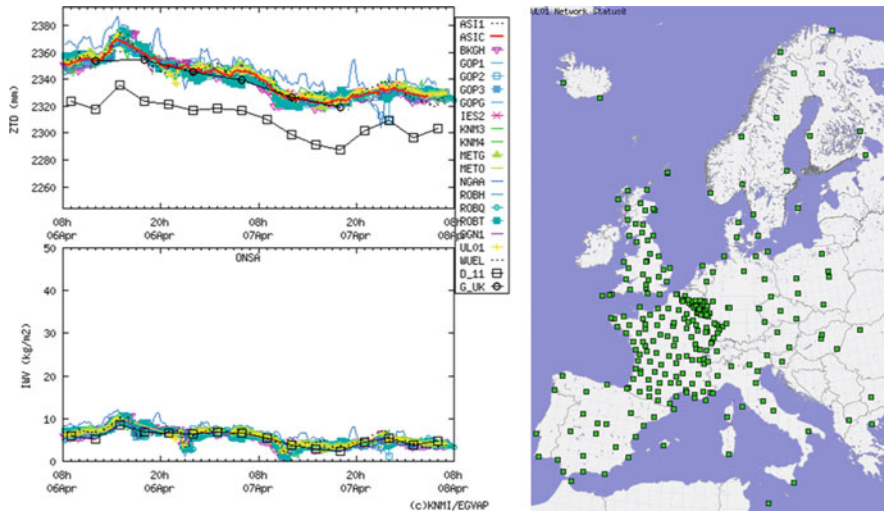 2380
2360
2340
2320
2300
2280
2260
ZTD (mm)
08h 20h 08h 20h 08h
06Apr 06Apr 07Apr 07Apr 08Apr
ASI1
ASIC
BKGH
GOP1
GOP2
GOP3
GOPG
IES2
KNM3
KNM4
METG
METO
NGAA
ROBH
ROBQ
ROBT
SGN1
ULO1
WUEL
D_11
G_UK
ONSA
50
40
30
20
10
0
IWV (kg/m2)
08h 20h 08h 20h 08h
06Apr 06Apr 07Apr 07Apr 08Apr
(c)KNMI/EGVAP
ULO1 Network Status@